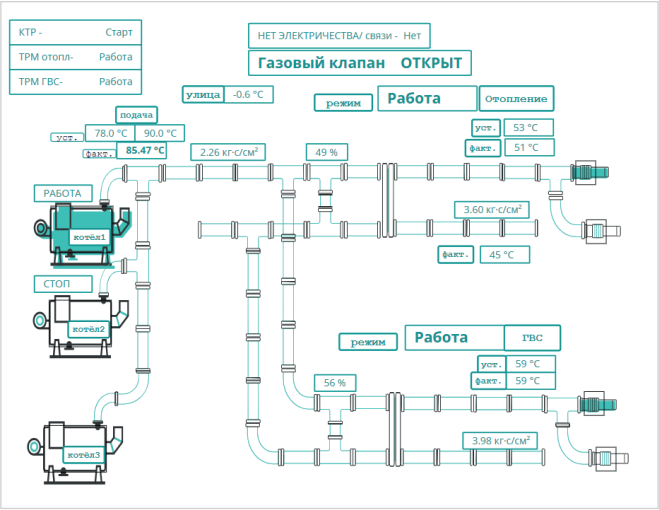 КТР - Старт
ТРМ отопл- Работа
ТРМ ГВС- Работа
НЕТ ЭЛЕКТРИЧЕСТВА/ связи - Нет
Газовый клапан ОТКРЫТ
улица -0.6 °C
режим Работа Отопление
подача
уст. 78.0 °C 90.0 °C
факт. 85.47 °C
2.26 кг·с/см²
49 %
уст. 53 °C
факт. 51 °C
РАБОТА
котёл1
3.60 кг·с/см²
факт. 45 °C
СТОП
котёл2
режим Работа ГВС
уст. 59 °C
факт. 59 °C
56 %
3.98 кг·с/см²
котёл3